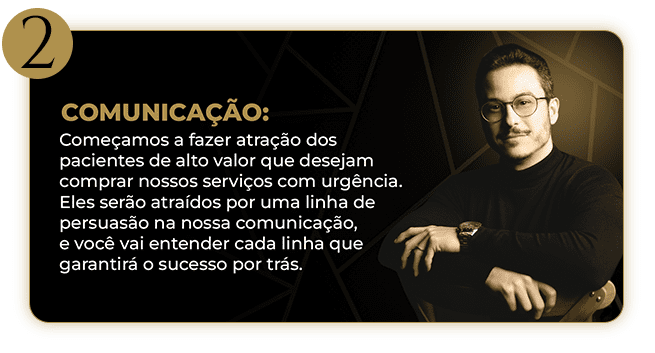 2
COMUNICAÇÃO:
Começamos a fazer atração dos
pacientes de alto valor que desejam
comprar nossos serviços com urgência.
Eles serão atraídos por uma linha de
persuasão na nossa comunicação,
e você vai entender cada linha que
garantirá o sucesso por trás.